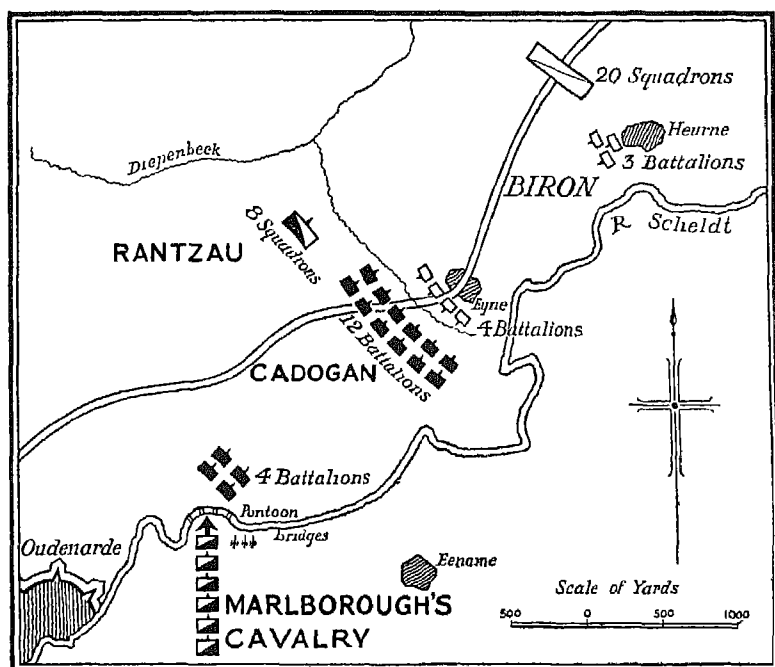 20 Squadrons
Heurne
3 Battalions
BIRON
R. Scheldt
Diepenbeck
8 Squadrons
RANTZAU
Eyne
4 Battalions
12 Battalions
CADOGAN
4 Battalions
Pontoon
Bridges
Oudenarde
Eename
MARLBOROUGH'S
CAVALRY
Scale of Yards
500 0 500 1000